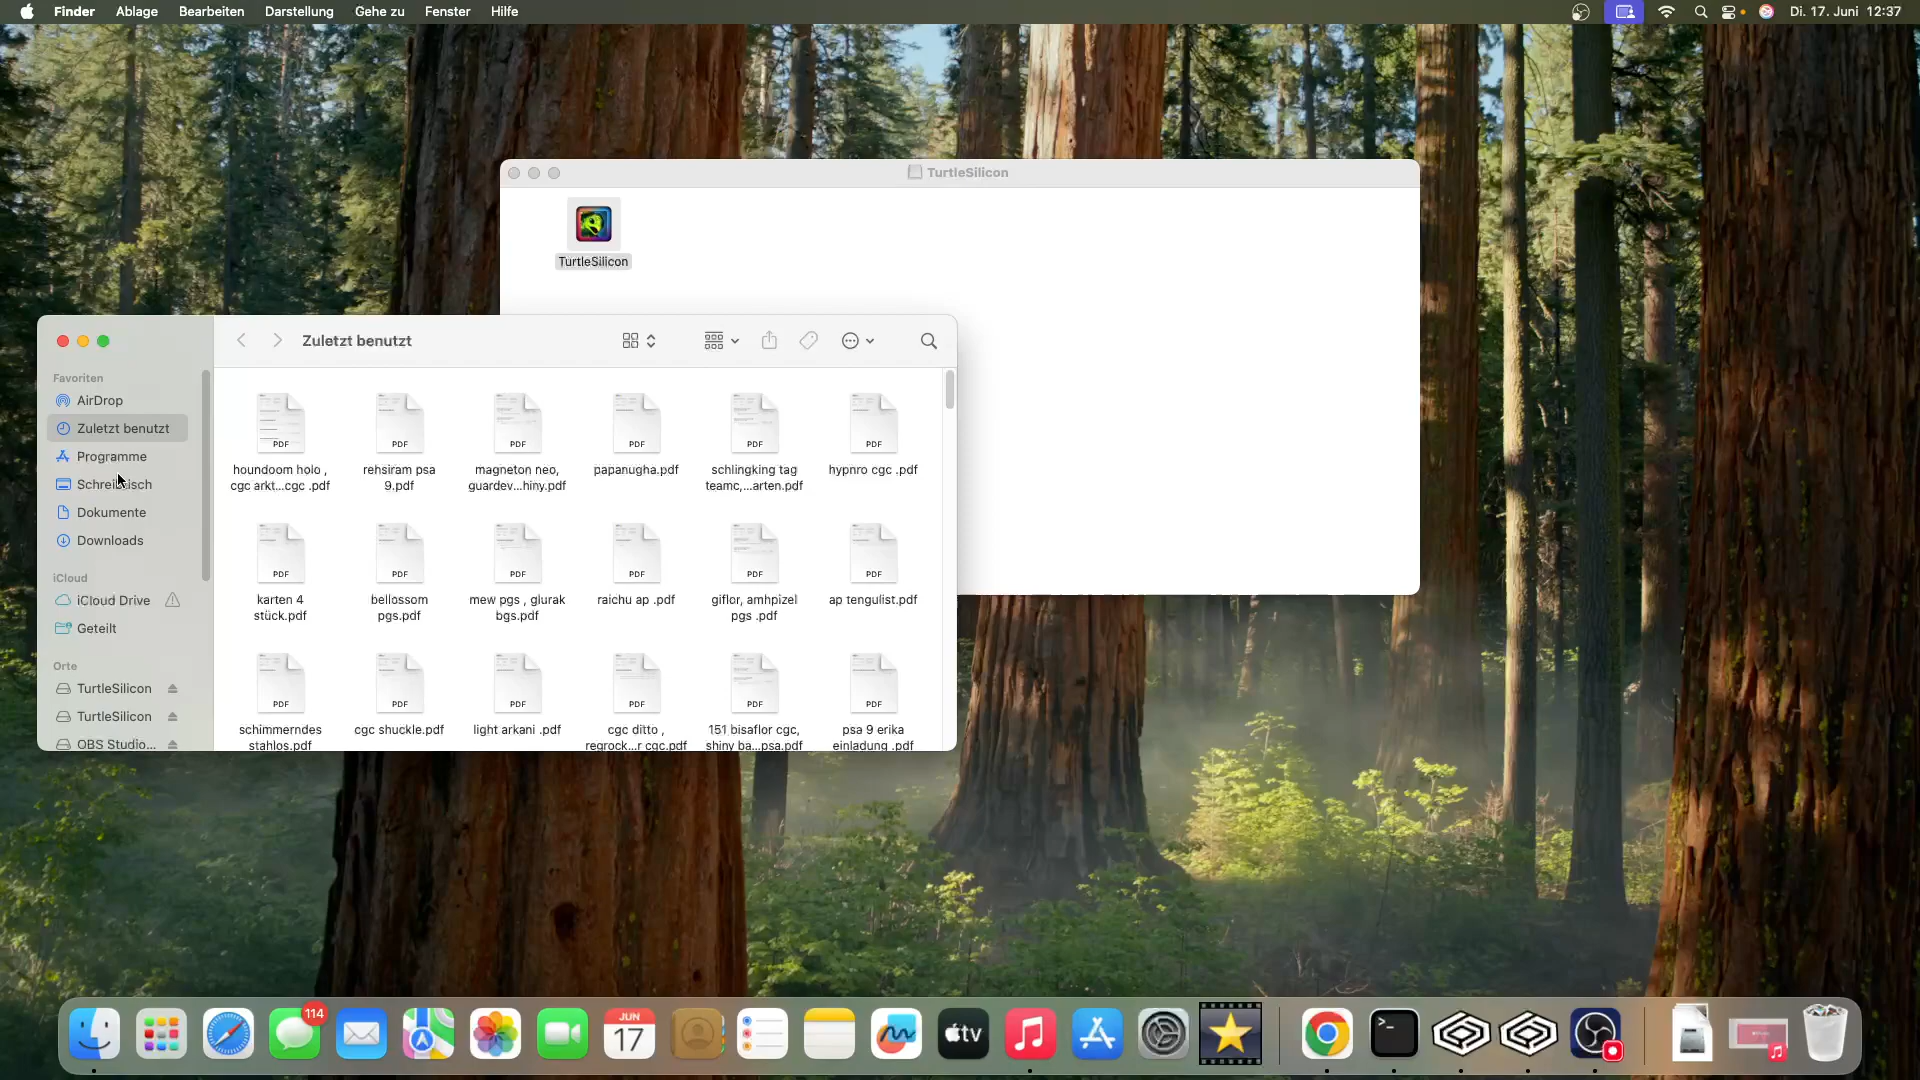 Finder Ablage Bearbeiten Darstellung Gehe zu Fenster Hilfe Di. 17. Juni 12:37
TurtleSilicon
TurtleSilicon
Zuletzt benutzt
Favoriten
AirDrop
Zuletzt benutzt
Programme
Dokumente
Downloads
iCloud
iCloud Drive
Geteilt
Orte
TurtleSilicon
TurtleSilicon
OBS Studio...
PDF PDF PDF PDF PDF PDF
houndoom holo , rehsiram psa magneton neo, papanugha.pdf schlingking tag hypnro cgc .pdf
cgc arkt...cgc .pdf 9.pdf guardev...hiny.pdf teamc,...arten.pdf
PDF PDF PDF PDF PDF PDF
karten 4 bellossom mew pgs , glurak raichu ap .pdf giflor, amhpizel ap tengulist.pdf
stück.pdf pgs.pdf bgs.pdf pgs .pdf
PDF PDF PDF PDF PDF PDF
schimmerndes cgc shuckle.pdf light arkani .pdf cgc ditto , 151 bisaflor cgc, psa 9 erika
stahlos.pdf regrock...r cgc.pdf shiny ba...psa.pdf einladung .pdf
114
JUN
17
tv